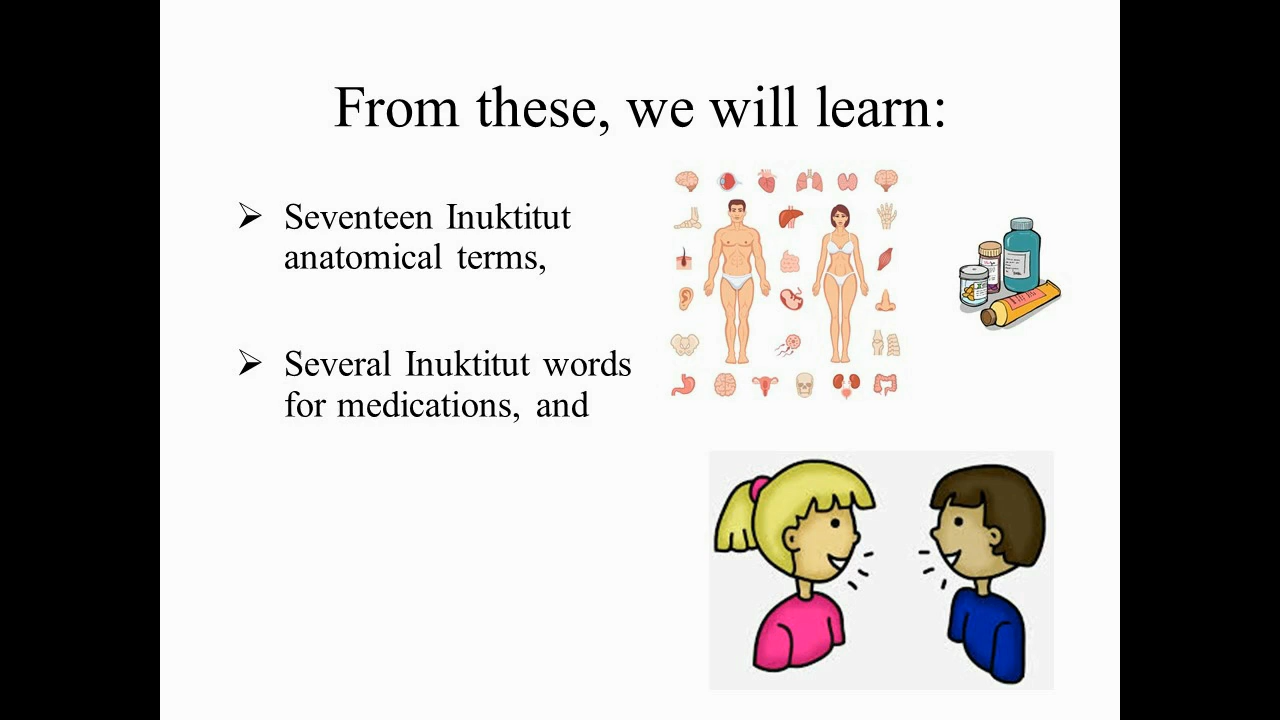 From these, we will learn:
➢ Seventeen Inuktitut
anatomical terms,
➢ Several Inuktitut words
for medications, and